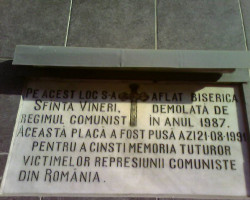 PE ACEST LOC S-A AFLAT BISERICA
SFÎNTA VINERI, DEMOLATĂ DE
REGIMUL COMUNIST ÎN ANUL 1987.
ACEASTĂ PLACĂ A FOST PUSĂ AZI 21-08-199
PENTRU A CINSTI MEMORIA TUTUROR
VICTIMELOR REPRESIUNII COMUNISTE
DIN ROMÂNIA.